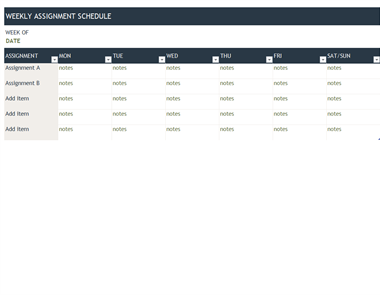 WEEKLY ASSIGNMENT SCHEDULE
WEEK OF
DATE
ASSIGNMENT MON TUE WED THU FRI SAT/SUN
Assignment A notes notes notes notes notes notes
Assignment B notes notes notes notes notes notes
Add Item notes notes notes notes notes notes
Add Item notes notes notes notes notes notes
Add Item notes notes notes notes notes notes